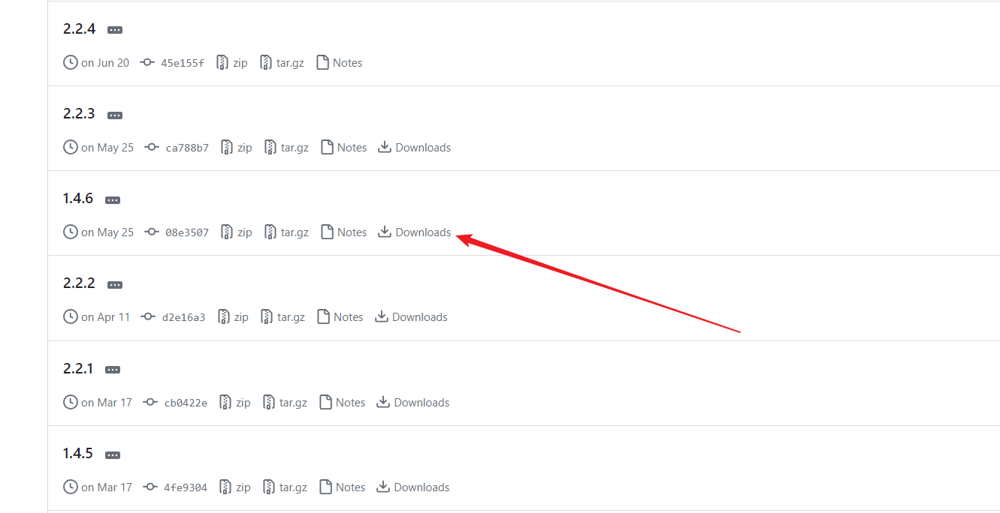 2.2.4
on Jun 20 45e155f zip tar.gz Notes
2.2.3
on May 25 ca788b7 zip tar.gz Notes Downloads
1.4.6
on May 25 08e3507 zip tar.gz Notes Downloads
2.2.2
on Apr 11 d2e16a3 zip tar.gz Notes Downloads
2.2.1
on Mar 17 cb0422e zip tar.gz Notes Downloads
1.4.5
on Mar 17 4fe9304 zip tar.gz Notes Downloads